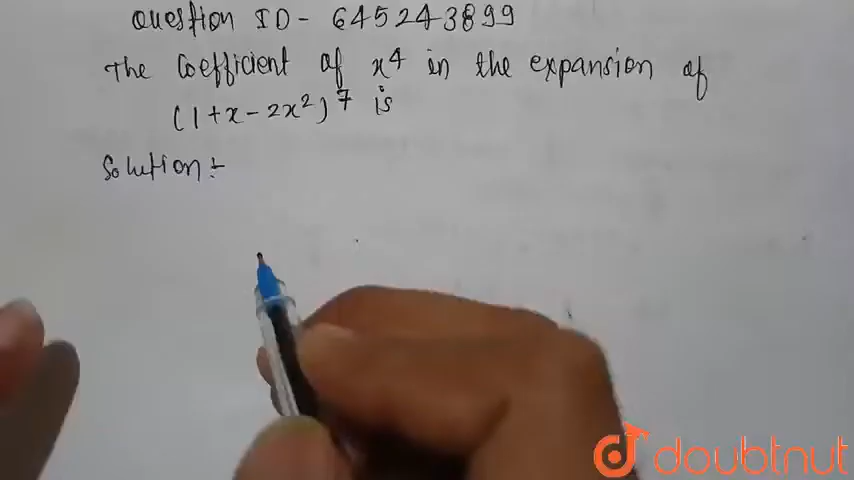 Question ID - 645243899
The Coefficient of x⁴ in the expansion of
(1+x-2x²)⁷ is
Solution:-
doubtnut